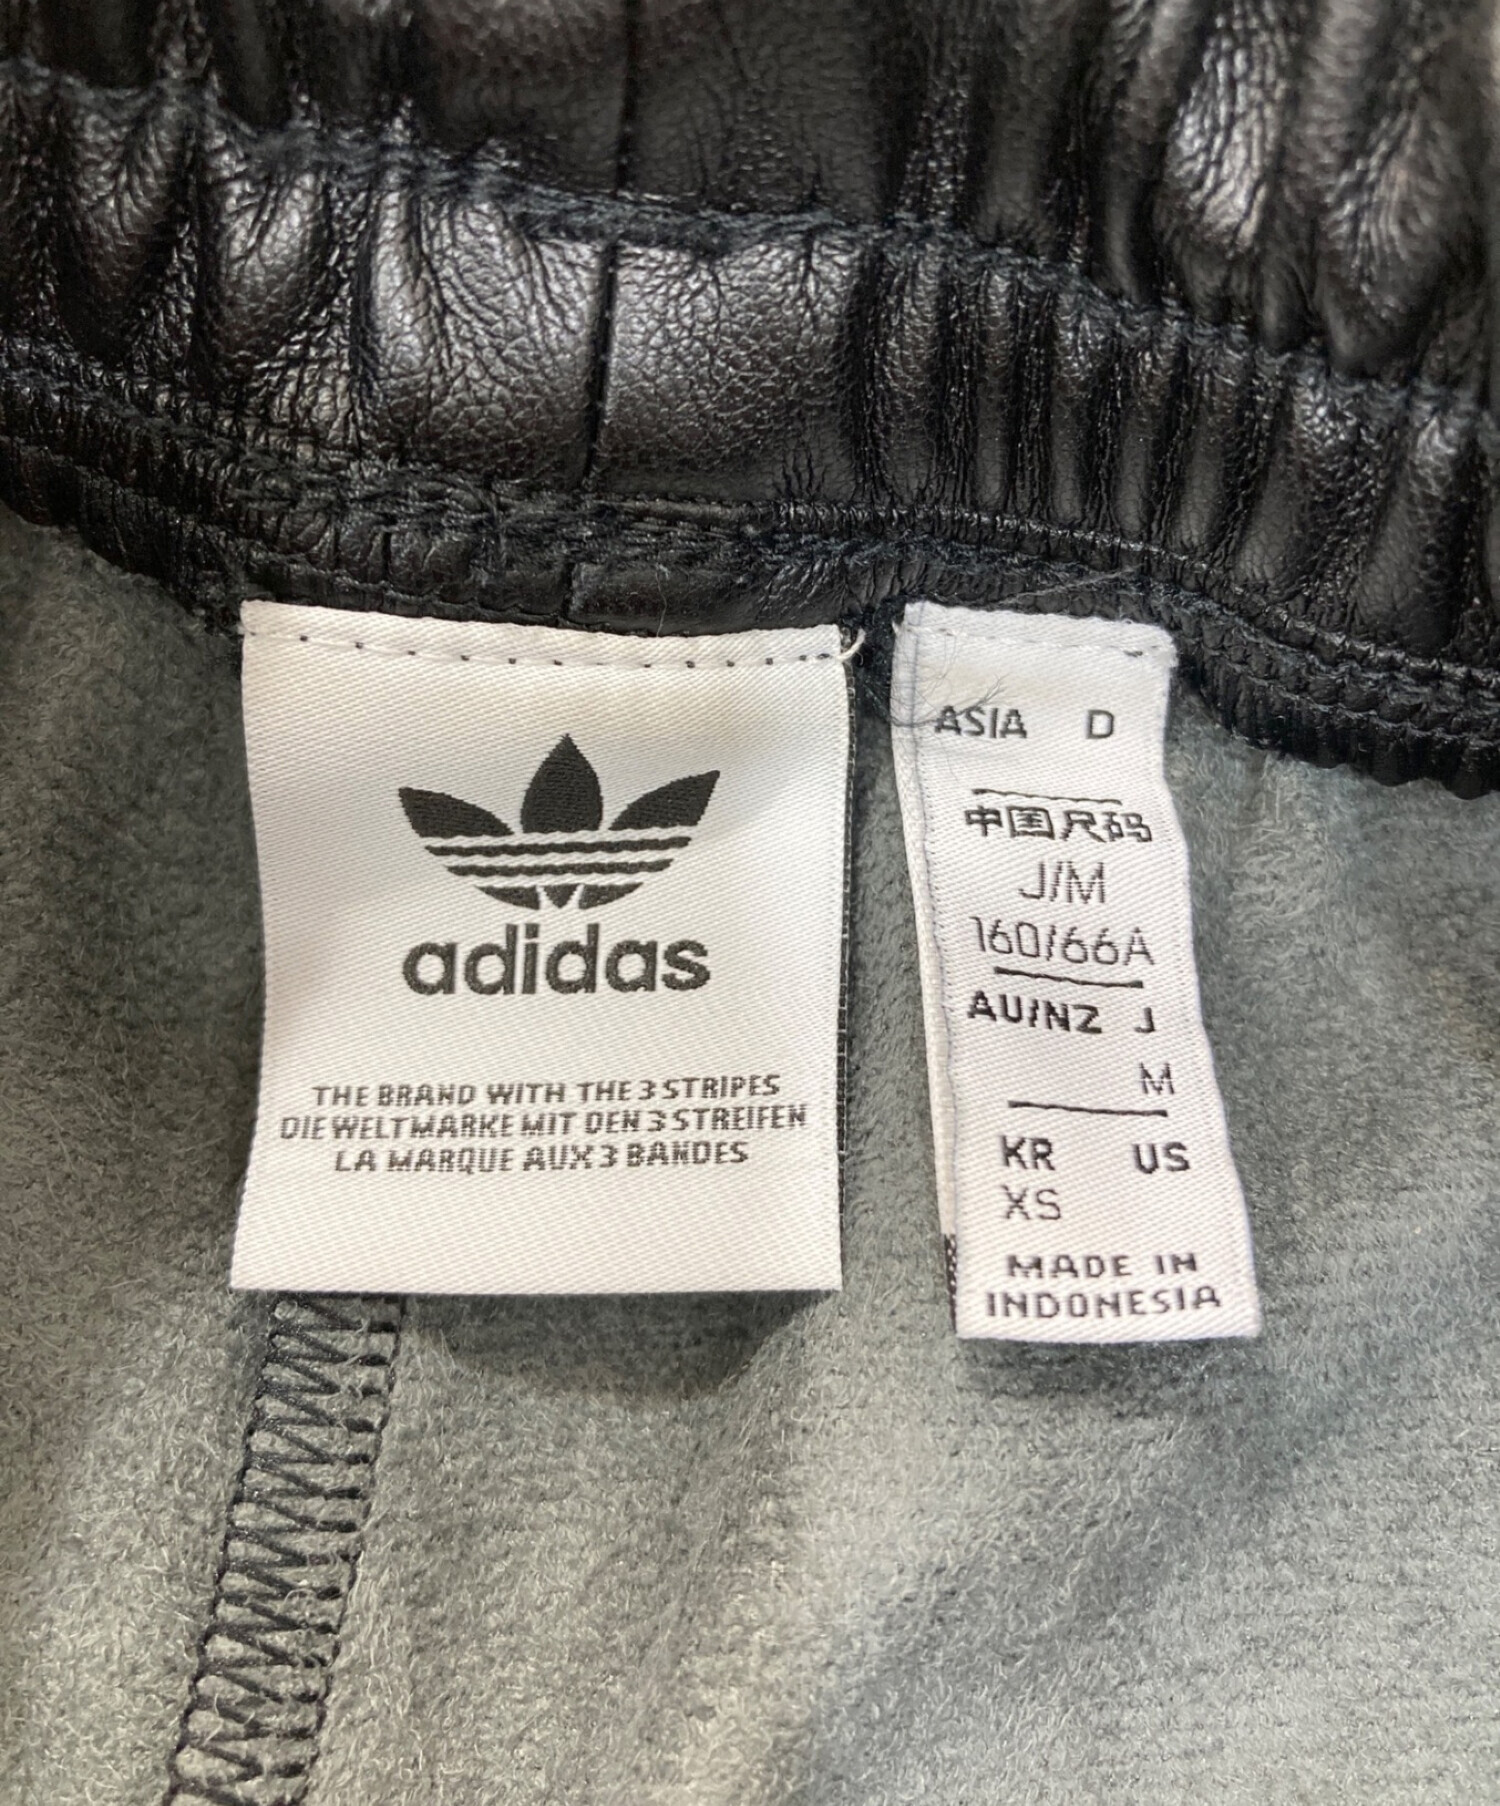 adidas
THE BRAND WITH THE 3 STRIPES
DIE WELTMARKE MIT DEN 3 STREIFEN
LA MARQUE AUX 3 BANDES
ASIA D
中国尺码
J/M
160/66A
AU/NZ J
M
KR US
XS
MADE IN
INDONESIA